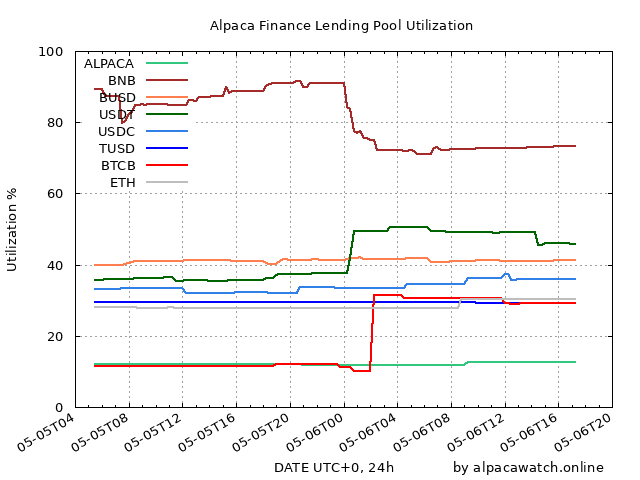 Alpaca Finance Lending Pool Utilization
100
80
60
40
20
0
Utilization %
ALPACA
BNB
BUSD
USDT
USDC
TUSD
BTCB
ETH
05-05T04
05-05T08
05-05T12
05-05T16
05-05T20
05-06T00
05-06T04
05-06T08
05-06T12
05-06T16
05-06T20
DATE UTC+0, 24h
by alpacawatch.online